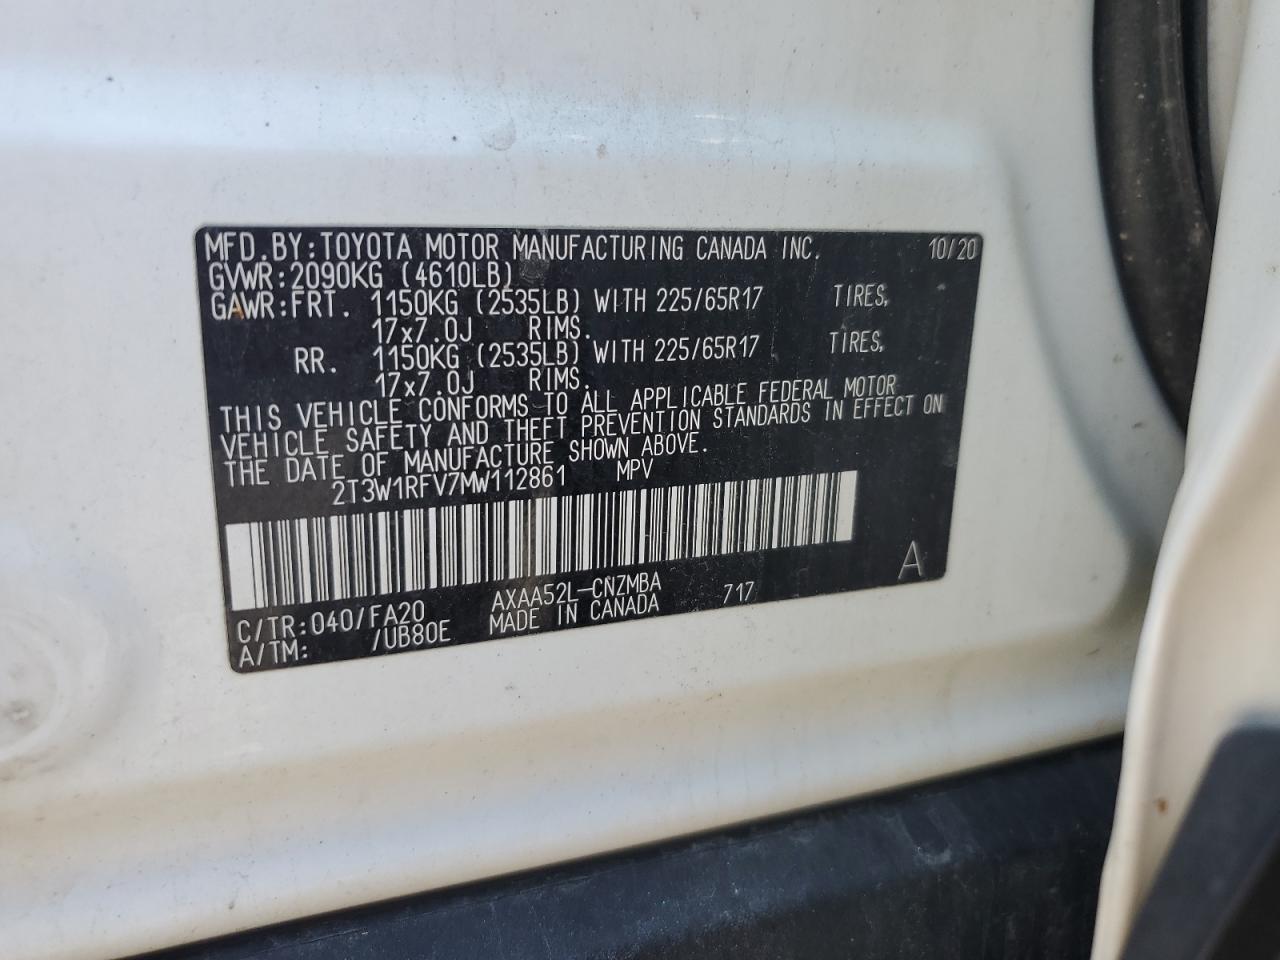 MFD.BY:TOYOTA MOTOR MANUFACTURING CANADA INC. 10/20
GVWR:2090KG (4610LB)
GAWR:FRT. 1150KG (2535LB) WITH 225/65R17 TIRES,
17x7.0J RIMS.
RR. 1150KG (2535LB) WITH 225/65R17 TIRES,
17x7.0J RIMS.
THIS VEHICLE CONFORMS TO ALL APPLICABLE FEDERAL MOTOR
VEHICLE SAFETY AND THEFT PREVENTION STANDARDS IN EFFECT ON
THE DATE OF MANUFACTURE SHOWN ABOVE.
2T3W1RFV7MW112861 MPV
A
C/TR:040/FA20 AXAA52L-CNZMBA 717
A/TM: /UB80E MADE IN CANADA